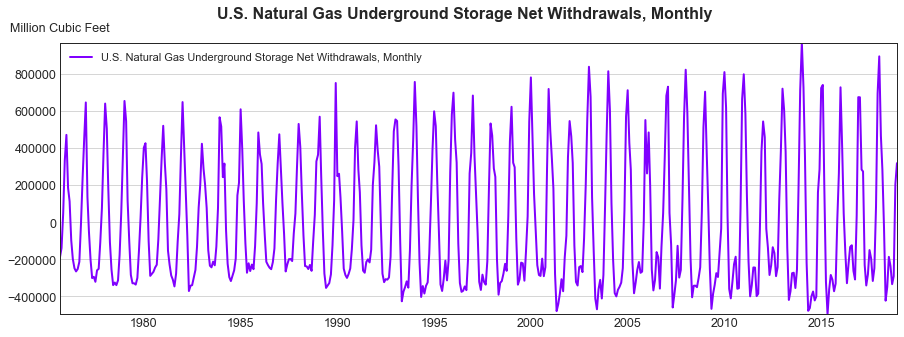 U.S. Natural Gas Underground Storage Net Withdrawals, Monthly
Million Cubic Feet
U.S. Natural Gas Underground Storage Net Withdrawals, Monthly
800000
600000
400000
200000
0
−200000
−400000
1980 1985 1990 1995 2000 2005 2010 2015